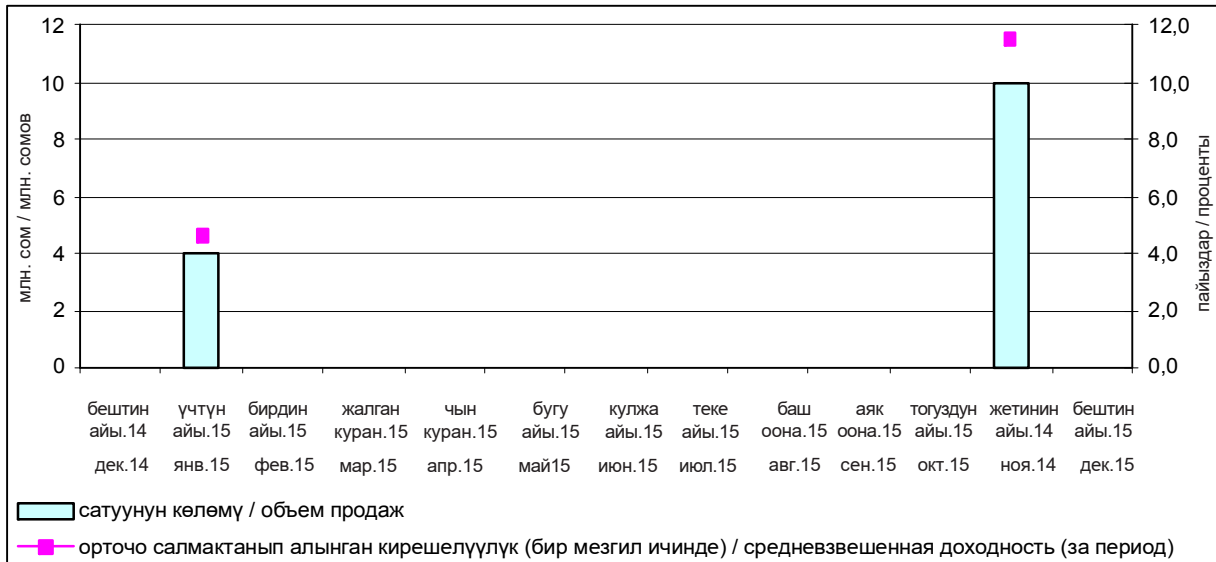 12
10
8
6
4
2
0
млн. сом / млн. сомов
12,0
10,0
8,0
6,0
4,0
2,0
0,0
пайыздар / проценты
бештин үчтүн бирдин жалган чын бугу кулжа теке баш аяк тогуздун жетинин бештин
айы.14 айы.15 айы.15 куран.15 куран.15 айы.15 айы.15 айы.15 оона.15 оона.15 айы.15 айы.14 айы.15
дек.14 янв.15 фев.15 мар.15 апр.15 май15 июн.15 июл.15 авг.15 сен.15 окт.15 ноя.14 дек.15
сатуунун көлөмү / объем продаж
орточо салмактанып алынган кирешелүүлүк (бир мезгил ичинде) / средневзвешенная доходность (за период)